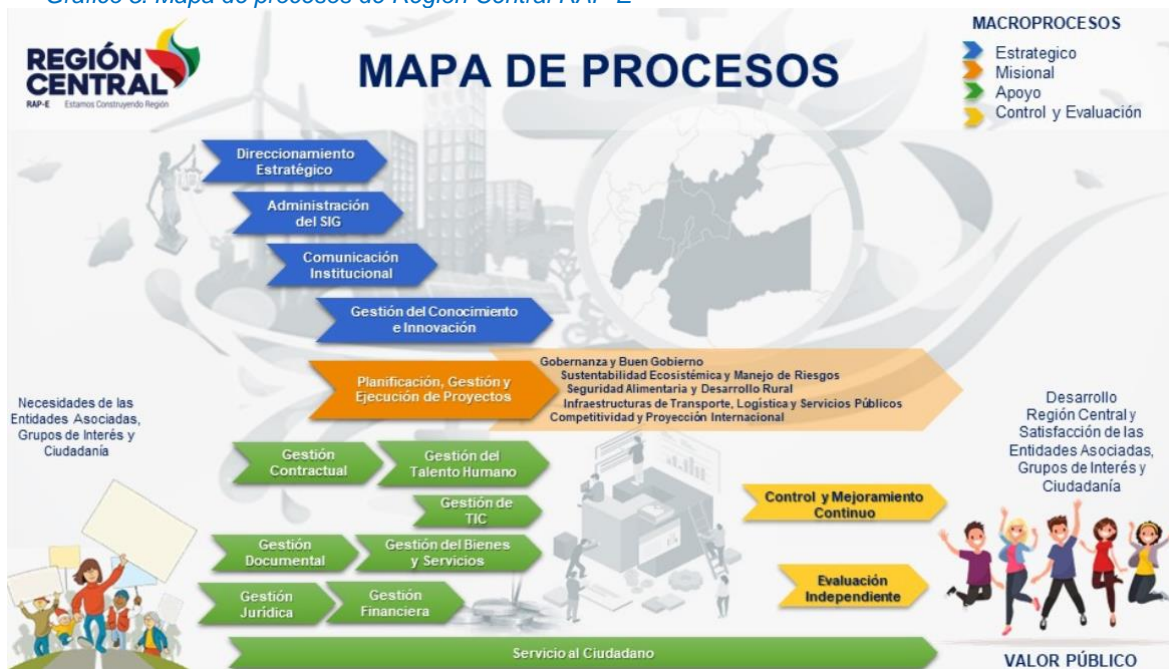 Gráfico 3. Mapa de procesos de Región Central RAP-E
REGIÓN
CENTRAL
RAP-E Estamos Construyendo Región
MAPA DE PROCESOS
MACROPROCESOS
Estrategico
Misional
Apoyo
Control y Evaluación
Direccionamiento
Estratégico
Administración
del SIG
Comunicación
Institucional
Gestión del Conocimiento
e Innovación
Planificación, Gestión y
Ejecución de Proyectos
Gobernanza y Buen Gobierno
Sustentabilidad Ecosistémica y Manejo de Riesgos
Seguridad Alimentaria y Desarrollo Rural
Infraestructuras de Transporte, Logística y Servicios Públicos
Competitividad y Proyección Internacional
Necesidades de las
Entidades Asociadas,
Grupos de Interés y
Ciudadanía
Desarrollo
Región Central y
Satisfacción de las
Entidades Asociadas,
Grupos de Interés y
Ciudadanía
Gestión
Contractual
Gestión del
Talento Humano
Gestión de
TIC
Gestión
Documental
Gestión del Bienes
y Servicios
Gestión
Jurídica
Gestión
Financiera
Control y Mejoramiento
Continuo
Evaluación
Independiente
Servicio al Ciudadano
VALOR PÚBLICO